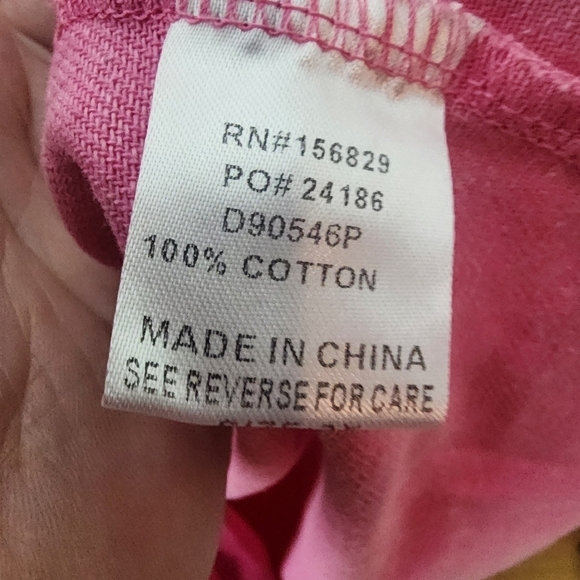 RN#156829
PO# 24186
D90546P
100% COTTON
MADE IN CHINA
SEE REVERSE FOR CARE